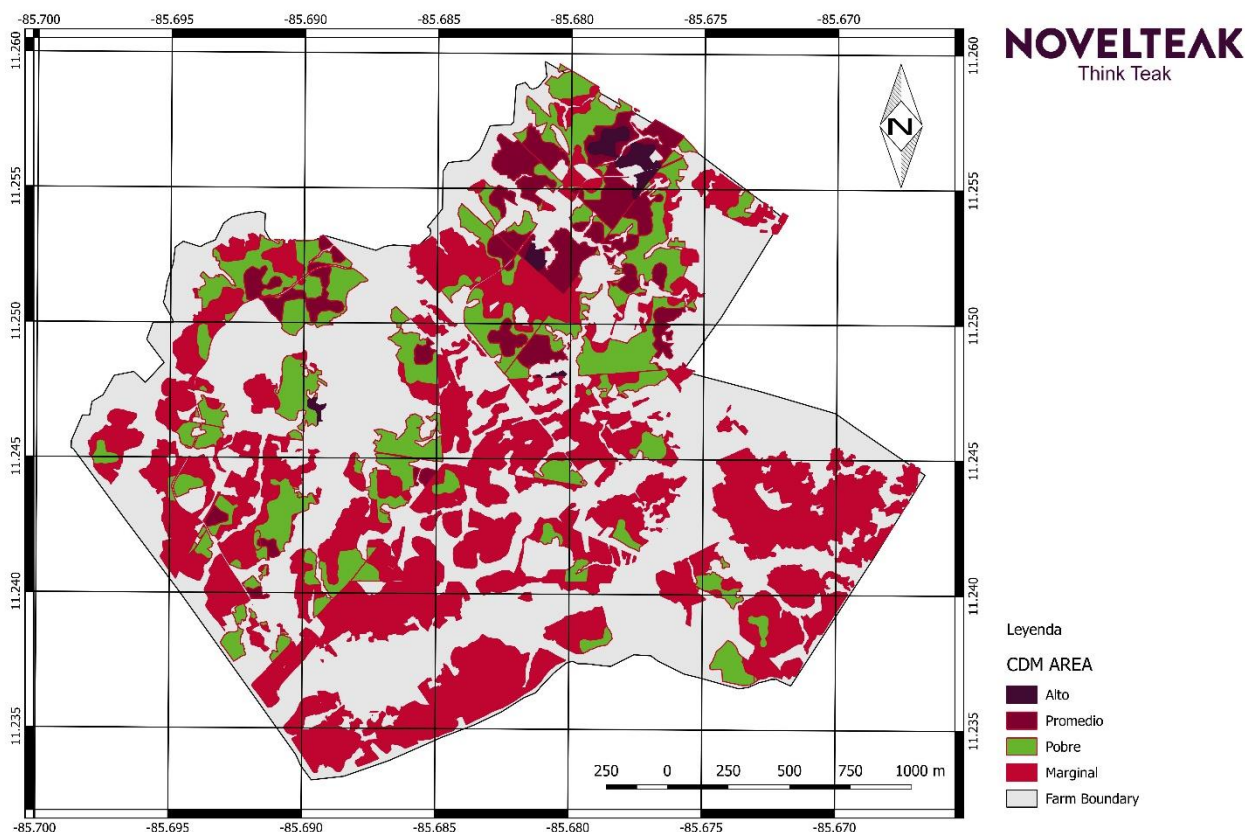 -85.700 -85.695 -85.690 -85.685 -85.680 -85.675 -85.670
NOVELTEAK
Think Teak
11.260 11.260
N
11.255 11.255
11.250 11.250
11.245 11.245
11.240 11.240
Leyenda
CDM AREA
Alto
11.235 11.235
Promedio
Pobre
Marginal
250 0 250 500 750 1000 m
Farm Boundary
-85.700 -85.695 -85.690 -85.685 -85.680 -85.675 -85.670